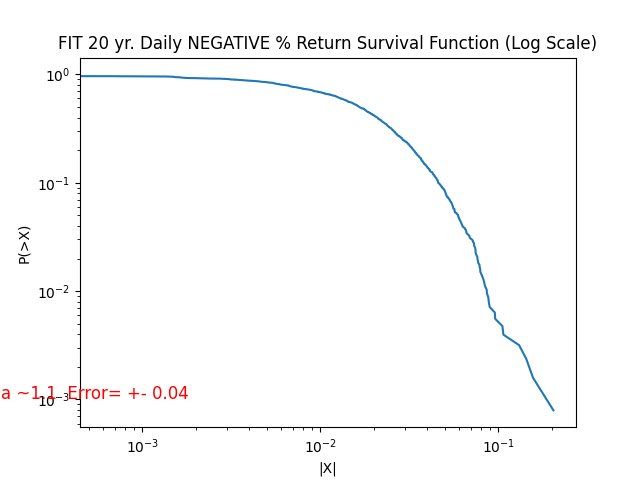 FIT 20 yr. Daily NEGATIVE % Return Survival Function (Log Scale)
10⁰
10⁻¹
P(>X)
10⁻²
a ~1.1 Error= +- 0.04
10⁻³
10⁻³ 10⁻² 10⁻¹
|X|